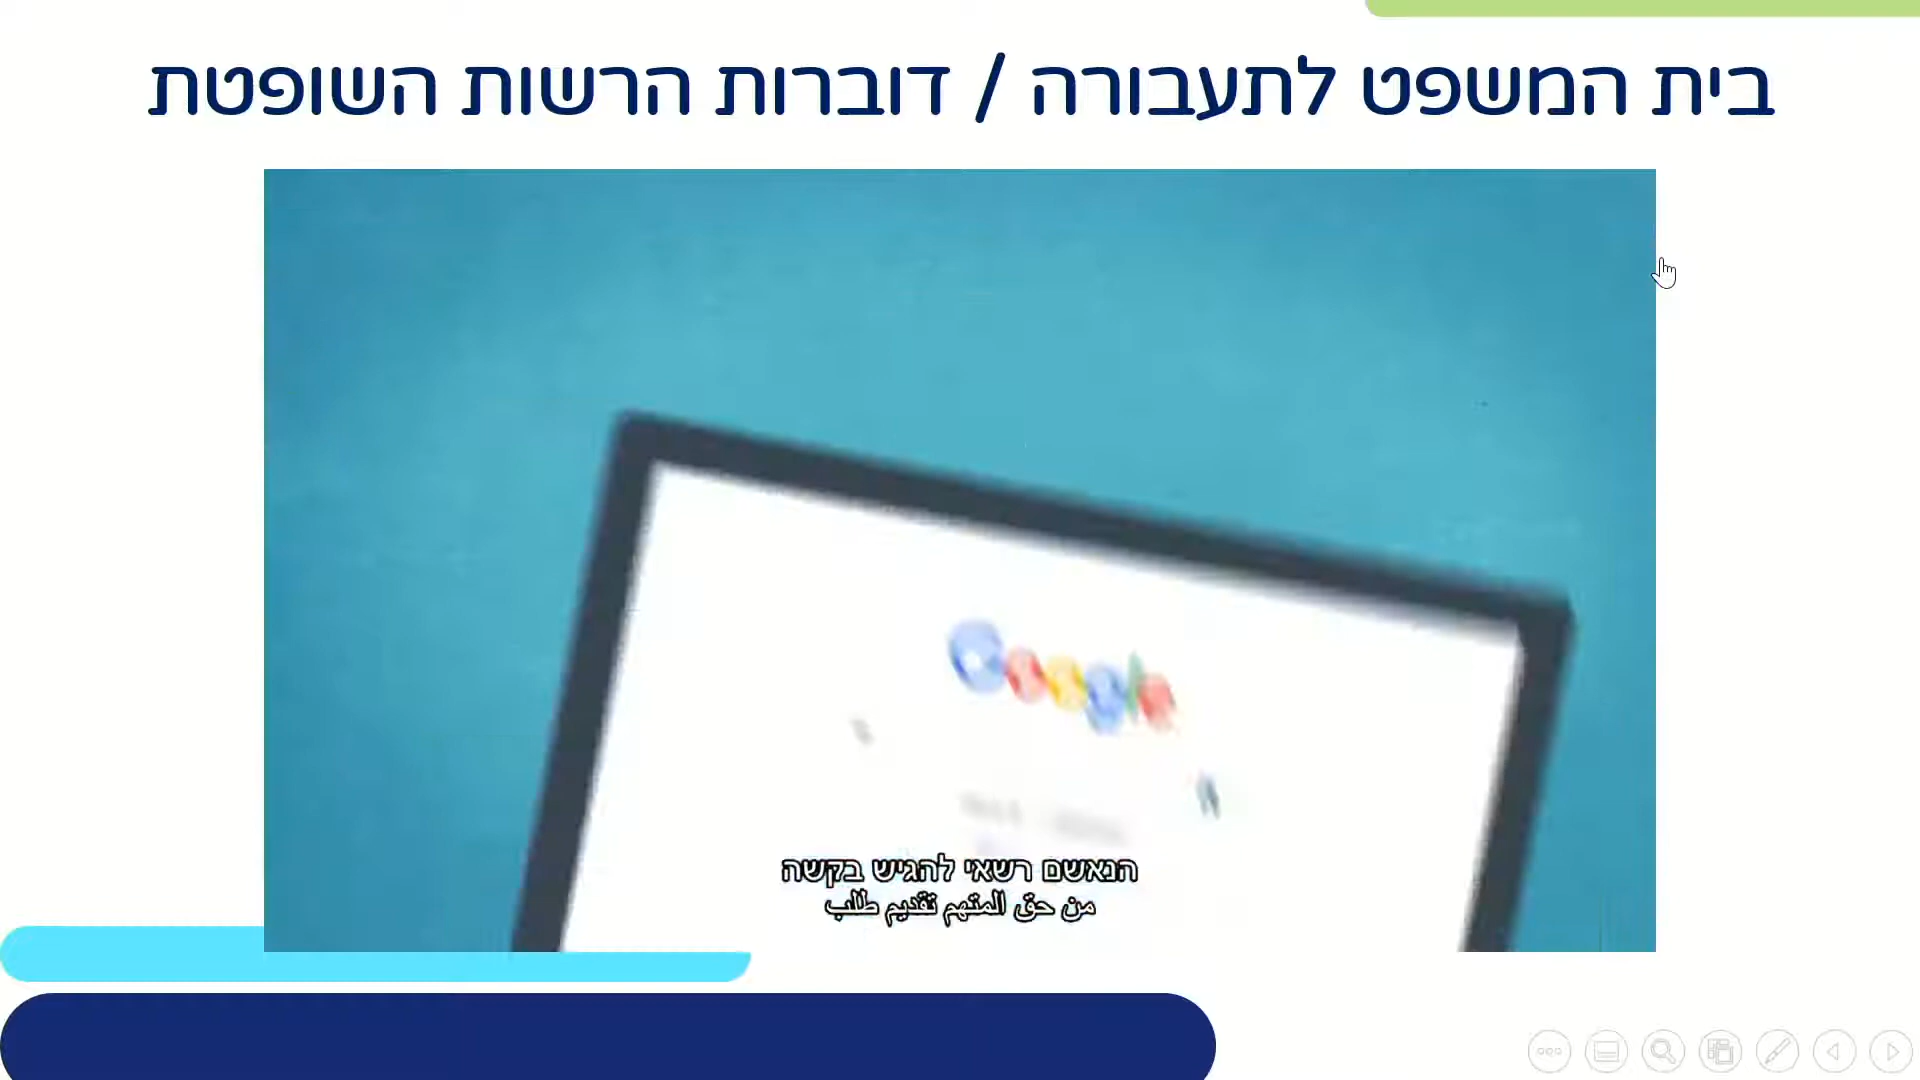 בית המשפט לתעבורה / דוברות הרשות השופטת
Google
הנאשם רשאי להגיש בקשה
من حق المتهم تقديم طلب